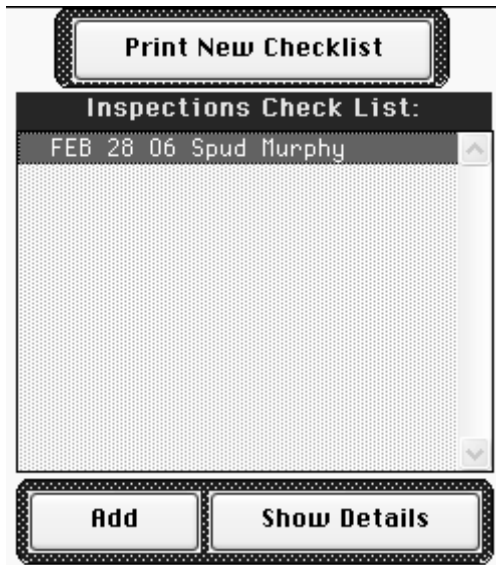 Print New Checklist
Inspections Check List:
FEB 28 06 Spud Murphy
Add
Show Details